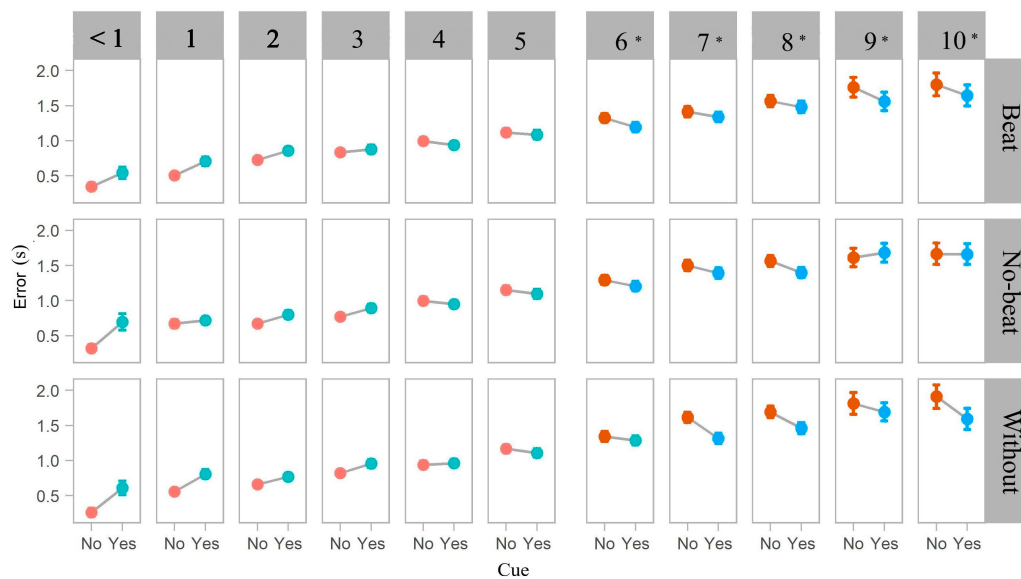 < 1 1 2 3 4 5 6 * 7 * 8 * 9 * 10 *
2.0
1.5
1.0
0.5
Beat
2.0
1.5
1.0
0.5
No-beat
Error (s)
2.0
1.5
1.0
0.5
Without
No Yes No Yes No Yes No Yes No Yes No Yes No Yes No Yes No Yes No Yes No Yes
Cue